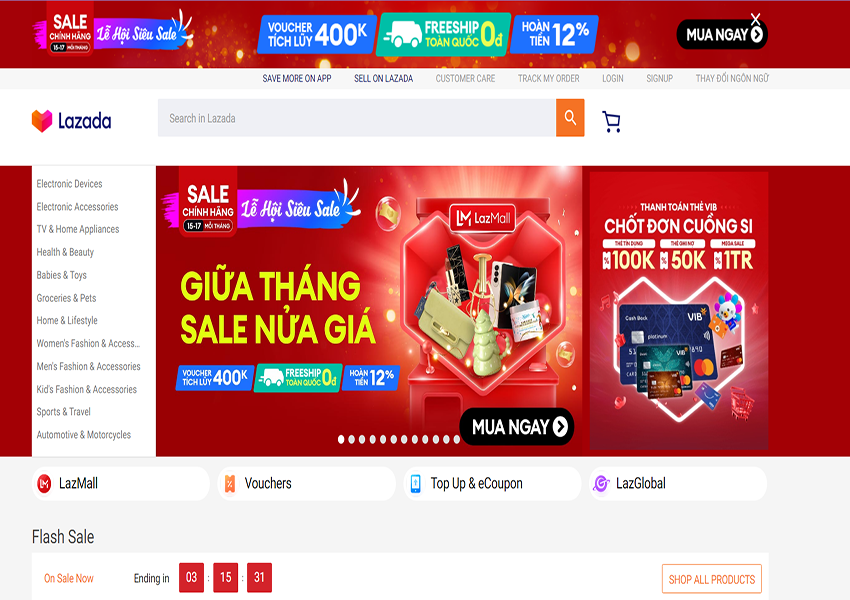 SALE
CHÍNH HÃNG
15-17 MỖI THÁNG
Lễ Hội Siêu Sale
VOUCHER
TÍCH LŨY 400K
FREESHIP
TOÀN QUỐC 0đ
HOÀN
TIỀN 12%
MUA NGAY
SAVE MORE ON APP
SELL ON LAZADA
CUSTOMER CARE
TRACK MY ORDER
LOGIN
SIGNUP
THAY ĐỔI NGÔN NGỮ
Lazada
Search in Lazada
Electronic Devices
Electronic Accessories
TV & Home Appliances
Health & Beauty
Babies & Toys
Groceries & Pets
Home & Lifestyle
Women's Fashion & Access...
Men's Fashion & Accessories
Kid's Fashion & Accessories
Sports & Travel
Automotive & Motorcycles
SALE
CHÍNH HÃNG
15-17 MỖI THÁNG
Lễ Hội Siêu Sale
LazMall
GIỮA THÁNG
SALE NỬA GIÁ
VOUCHER
TÍCH LŨY 400K
FREESHIP
TOÀN QUỐC 0đ
HOÀN
TIỀN 12%
MUA NGAY
THANH TOÁN THẺ VIB
CHỐT ĐƠN CUỒNG SI
THẺ TÍN DỤNG
THẺ GHI NỢ
MEGA SALE
% 100K
% 50K
% 1TR
Cash Back
VIB
platinum
LazMall
Vouchers
Top Up & eCoupon
LazGlobal
Flash Sale
On Sale Now
Ending in 03 : 15 : 31
SHOP ALL PRODUCTS